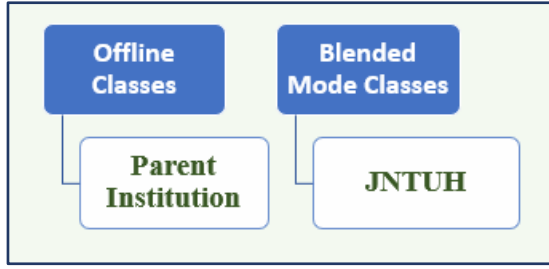 Offline
Classes
Parent
Institution
Blended
Mode Classes
JNTUH